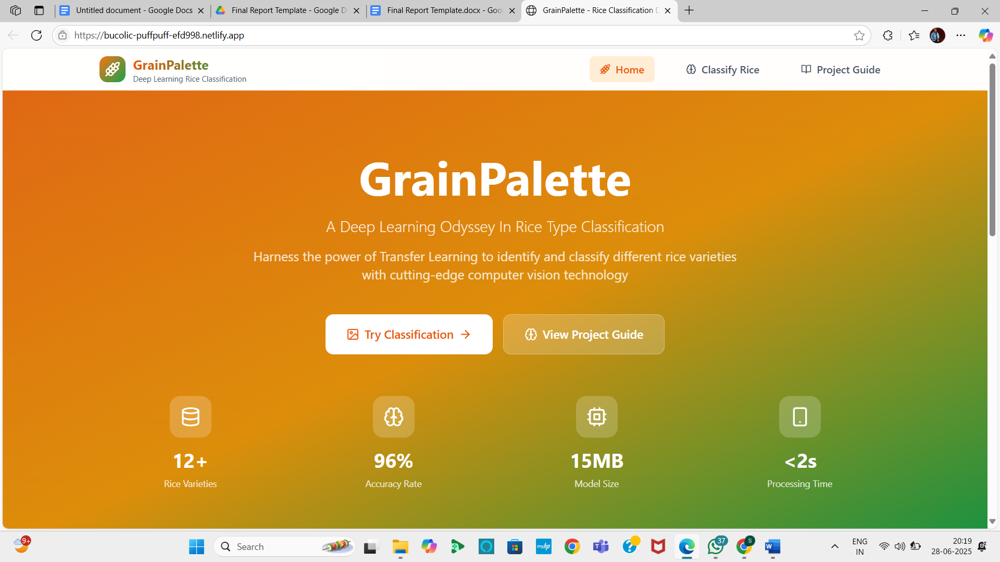 Untitled document - Google Docs
Final Report Template - Google D
Final Report Template.docx - Goo
GrainPalette - Rice Classification D
https://bucolic-puffpuff-efd998.netlify.app
GrainPalette
Deep Learning Rice Classification
Home
Classify Rice
Project Guide
GrainPalette
A Deep Learning Odyssey In Rice Type Classification
Harness the power of Transfer Learning to identify and classify different rice varieties
with cutting-edge computer vision technology
Try Classification
View Project Guide
12+
96%
15MB
<2s
Rice Varieties
Accuracy Rate
Model Size
Processing Time
9+
Search
myhp
37
S
ENG
IN
20:19
28-06-2025